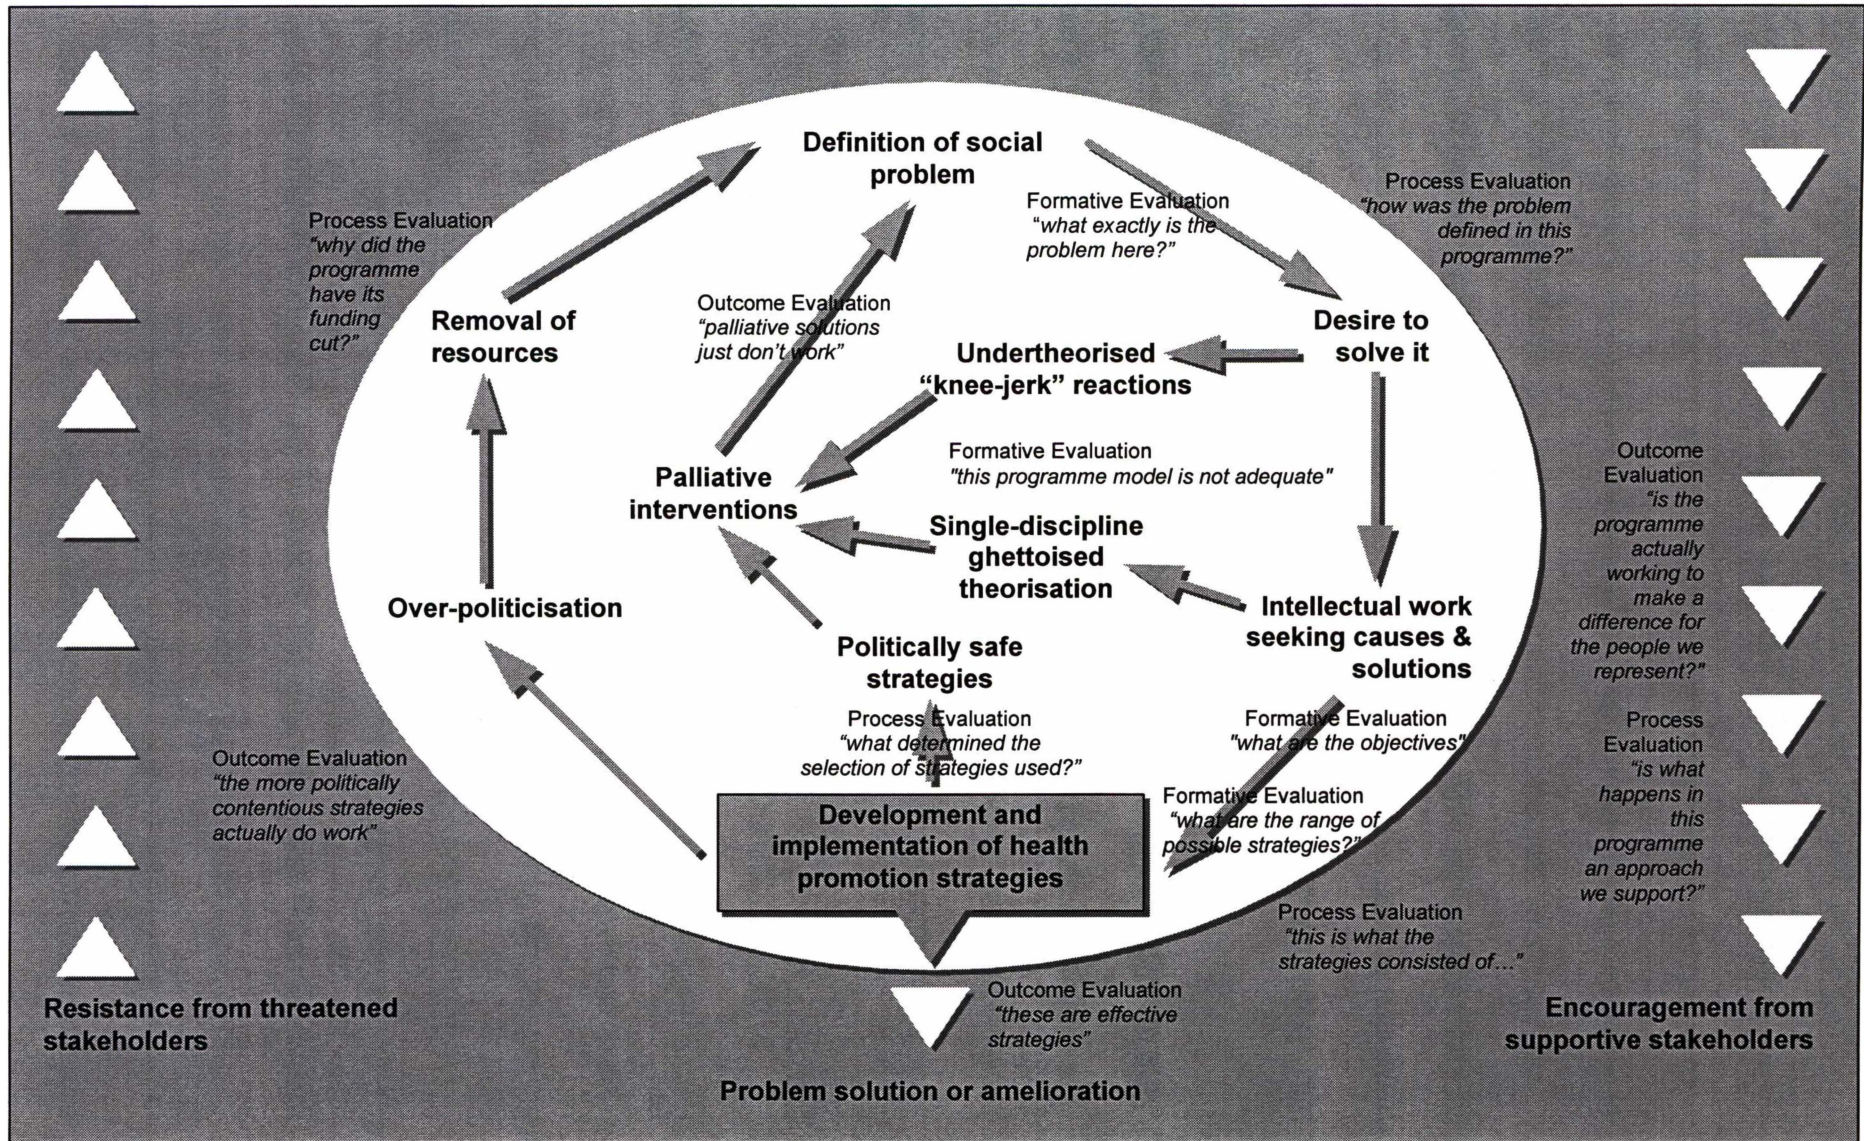 Definition of social
problem
Formative Evaluation
“what exactly is the
problem here?”
Process Evaluation
“how was the problem
defined in this
programme?”
Process Evaluation
“why did the
programme
have its
funding
cut?”
Removal of
resources
Outcome Evaluation
“palliative solutions
just don’t work”
Undertheorised
“knee-jerk” reactions
Desire to
solve it
Palliative
interventions
Formative Evaluation
"this programme model is not adequate"
Single-discipline
ghettoised
theorisation
Outcome
Evaluation
“is the
programme
actually
working to
make a
difference for
the people we
represent?"
Over-politicisation
Intellectual work
seeking causes &
solutions
Politically safe
strategies
Process Evaluation
“what determined the
selection of strategies used?”
Formative Evaluation
"what are the objectives"
Process
Evaluation
“is what
happens in
this
programme
an approach
we support?”
Outcome Evaluation
“the more politically
contentious strategies
actually do work”
Development and
implementation of health
promotion strategies
Formative Evaluation
“what are the range of
possible strategies?”
Process Evaluation
“this is what the
strategies consisted of…”
Resistance from threatened
stakeholders
Outcome Evaluation
“these are effective
strategies”
Encouragement from
supportive stakeholders
Problem solution or amelioration